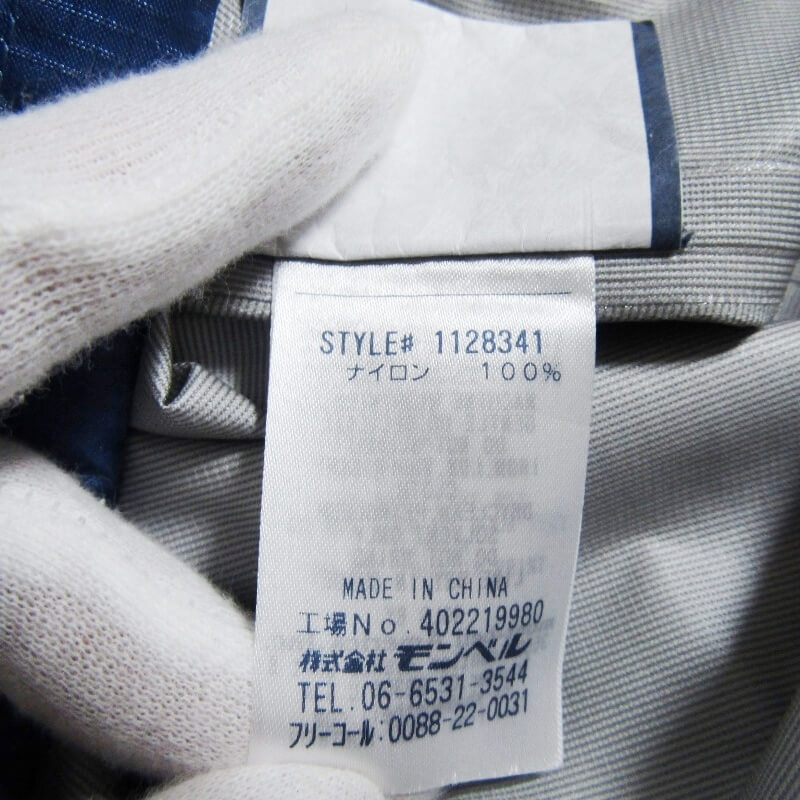 STYLE# 1128341
ナイロン 100%
MADE IN CHINA
工場No.402219980
株式会社 モンベル
TEL.06-6531-3544
フリーコール:0088-22-0031